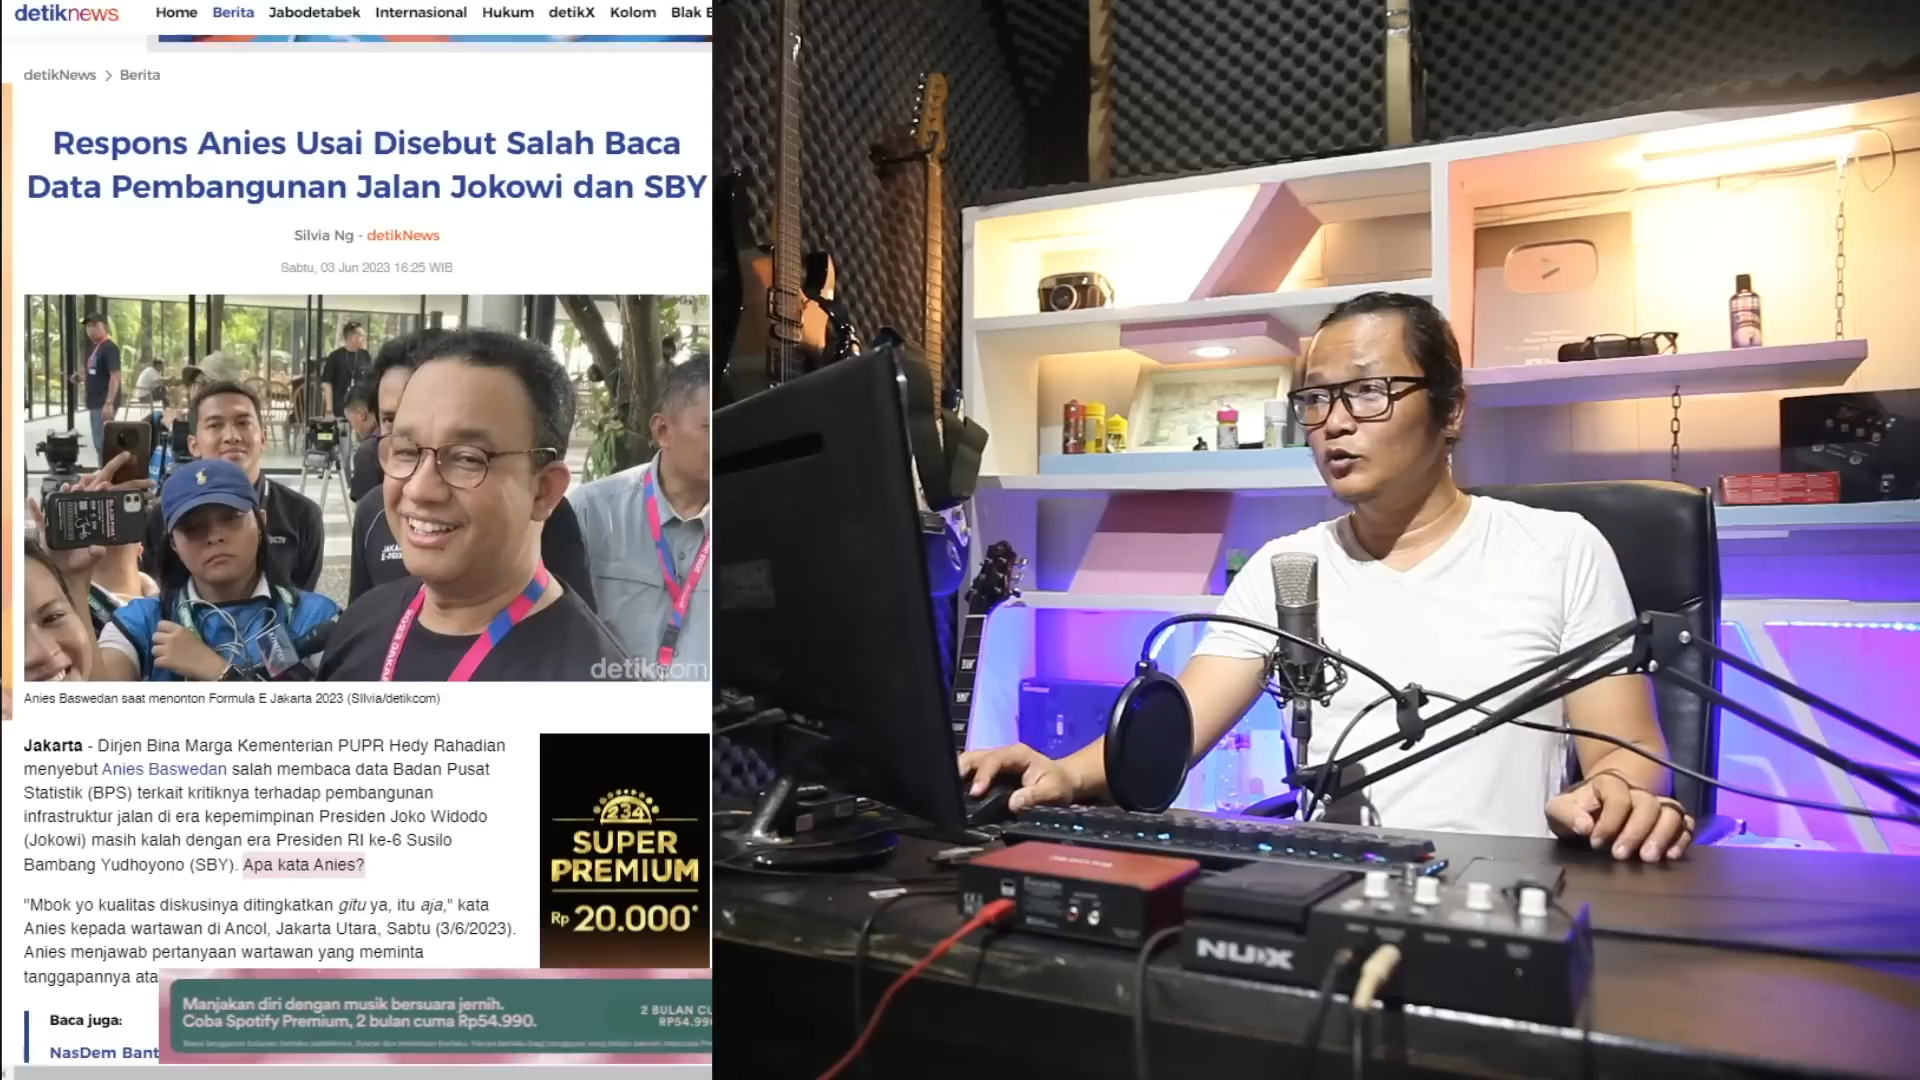 detiknews
Home Berita Jabodetabek Internasional Hukum detikX Kolom Blak B
detikNews > Berita
Respons Anies Usai Disebut Salah Baca
Data Pembangunan Jalan Jokowi dan SBY
Silvia Ng - detikNews
Sabtu, 03 Jun 2023 16:25 WIB
detikcom
Anies Baswedan saat menonton Formula E Jakarta 2023 (SIlvia/detikcom)
Jakarta - Dirjen Bina Marga Kementerian PUPR Hedy Rahadian
menyebut Anies Baswedan salah membaca data Badan Pusat
Statistik (BPS) terkait kritiknya terhadap pembangunan
infrastruktur jalan di era kepemimpinan Presiden Joko Widodo
(Jokowi) masih kalah dengan era Presiden RI ke-6 Susilo
Bambang Yudhoyono (SBY). Apa kata Anies?
"Mbok yo kualitas diskusinya ditingkatkan gitu ya, itu aja," kata
Anies kepada wartawan di Ancol, Jakarta Utara, Sabtu (3/6/2023).
Anies menjawab pertanyaan wartawan yang meminta
tanggapannya ata
234
SUPER
PREMIUM
Rp 20.000*
Manjakan diri dengan musik bersuara jernih.
Coba Spotify Premium, 2 bulan cuma Rp54.990.
2 BULAN CU
RP54.99
Baca juga:
NasDem Bant
NUX